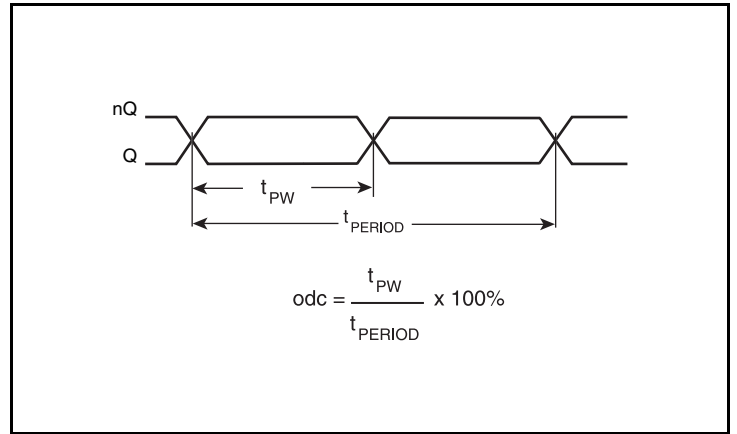 nQ
Q
tPW
tPERIOD
odc = tPW / tPERIOD x 100%